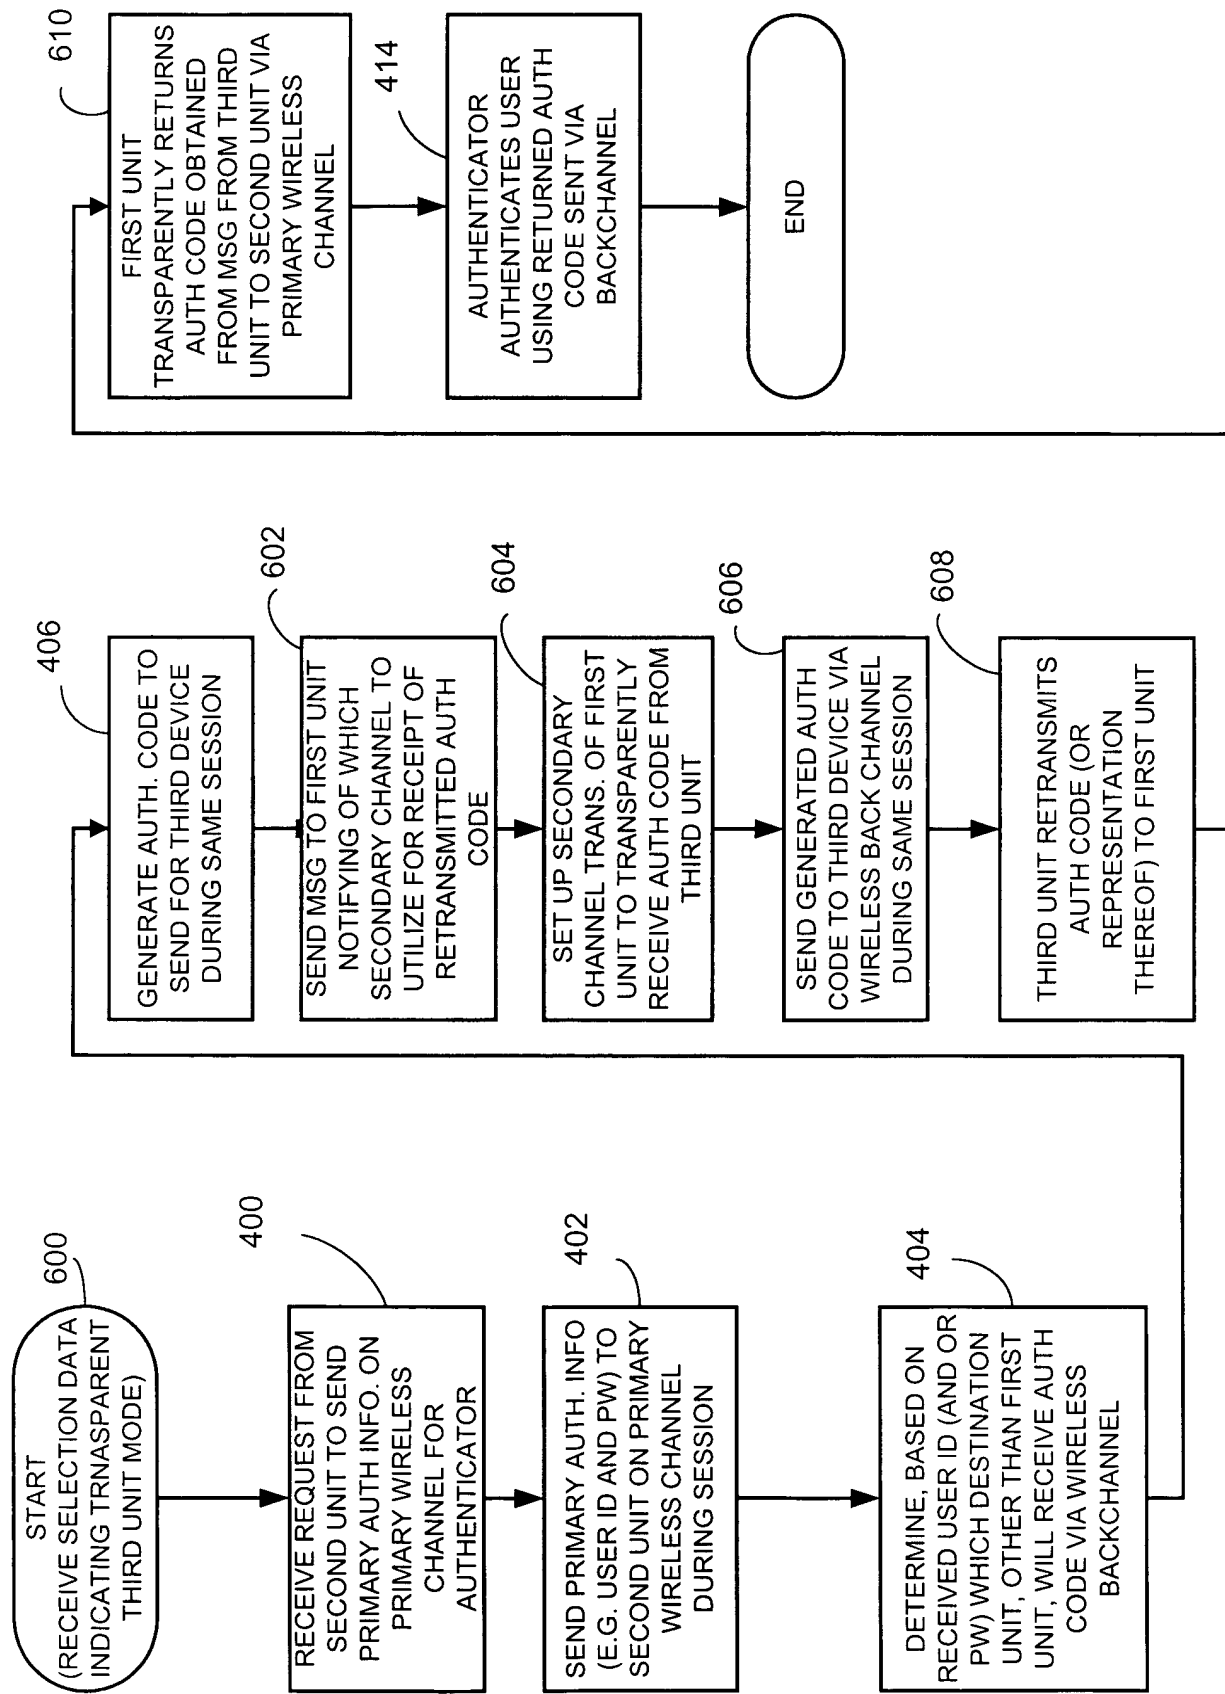 600
START
(RECEIVE SELECTION DATA
INDICATING TRNASPARENT
THIRD UNIT MODE)
400
RECEIVE REQUEST FROM
SECOND UNIT TO SEND
PRIMARY AUTH INFO. ON
PRIMARY WIRELESS
CHANNEL FOR
AUTHENTICATOR
402
SEND PRIMARY AUTH. INFO
(E.G. USER ID AND PW) TO
SECOND UNIT ON PRIMARY
WIRELESS CHANNEL
DURING SESSION
404
DETERMINE, BASED ON
RECEIVED USER ID (AND OR
PW) WHICH DESTINATION
UNIT, OTHER THAN FIRST
UNIT, WILL RECEIVE AUTH
CODE VIA WIRELESS
BACKCHANNEL
406
GENERATE AUTH. CODE TO
SEND FOR THIRD DEVICE
DURING SAME SESSION
602
SEND MSG TO FIRST UNIT
NOTIFYING OF WHICH
SECONDARY CHANNEL TO
UTILIZE FOR RECEIPT OF
RETRANSMITTED AUTH
CODE
604
SET UP SECONDARY
CHANNEL TRANS. OF FIRST
UNIT TO TRANSPARENTLY
RECEIVE AUTH CODE FROM
THIRD UNIT
606
SEND GENERATED AUTH
CODE TO THIRD DEVICE VIA
WIRELESS BACK CHANNEL
DURING SAME SESSION
608
THIRD UNIT RETRANSMITS
AUTH CODE (OR
REPRESENTATION
THEREOF) TO FIRST UNIT
610
FIRST UNIT
TRANSPARENTLY RETURNS
AUTH CODE OBTAINED
FROM MSG FROM THIRD
UNIT TO SECOND UNIT VIA
PRIMARY WIRELESS
CHANNEL
414
AUTHENTICATOR
AUTHENTICATES USER
USING RETURNED AUTH
CODE SENT VIA
BACKCHANNEL
END